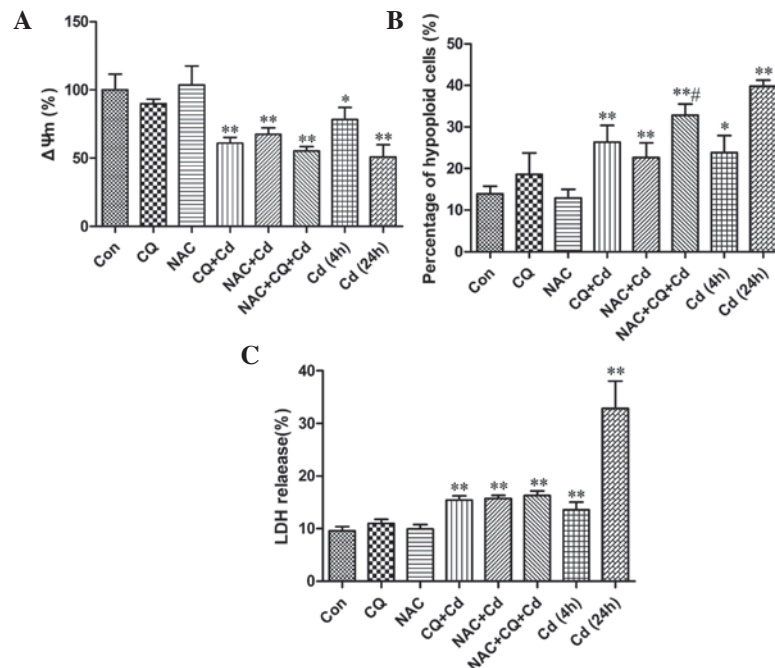 A
ΔΨm (%)
150
100
50
0
**
**
**
*
**
Con
CQ
NAC
CQ+Cd
NAC+Cd
NAC+CQ+Cd
Cd (4h)
Cd (24h)
B
Percentage of hypoploid cells (%)
50
40
30
20
10
0
**
**
**#
*
**
Con
CQ
NAC
CQ+Cd
NAC+Cd
NAC+CQ+Cd
Cd (4h)
Cd (24h)
C
LDH relaease(%)
40
30
20
10
0
**
**
**
**
**
Con
CQ
NAC
CQ+Cd
NAC+Cd
NAC+CQ+Cd
Cd (4h)
Cd (24h)